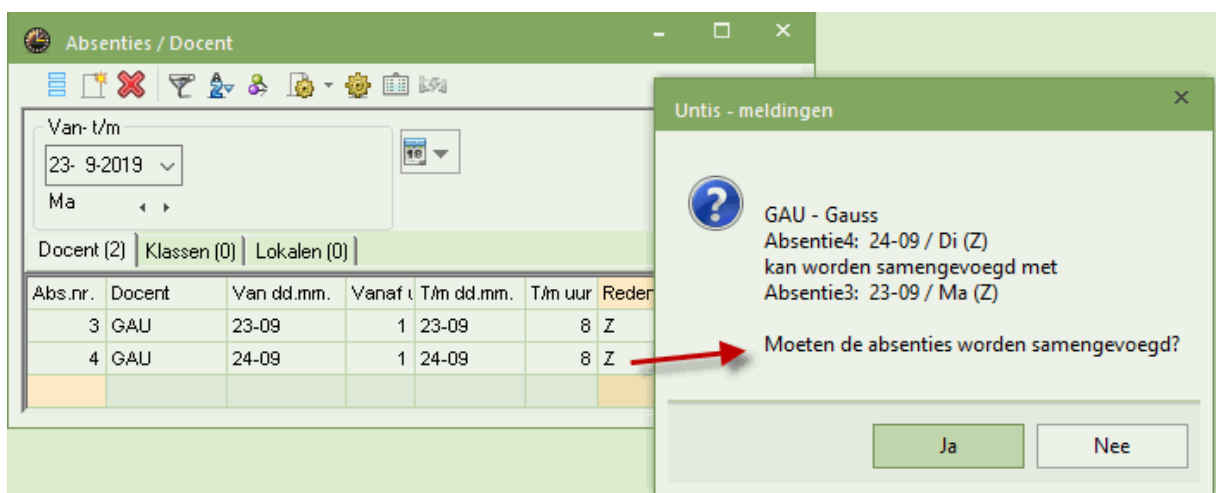 Absenties / Docent
Van- t/m
23- 9-2019
18
Ma
Docent (2) Klassen (0) Lokalen (0)
Abs.nr. Docent Van dd.mm. Vanaf t/m dd.mm. T/m uur Reden
3 GAU 23-09 1 23-09 8 Z
4 GAU 24-09 1 24-09 8 Z
Untis - meldingen
GAU - Gauss
Absentie4: 24-09 / Di (Z)
kan worden samengevoegd met
Absentie3: 23-09 / Ma (Z)
Moeten de absenties worden samengevoegd?
Ja Nee